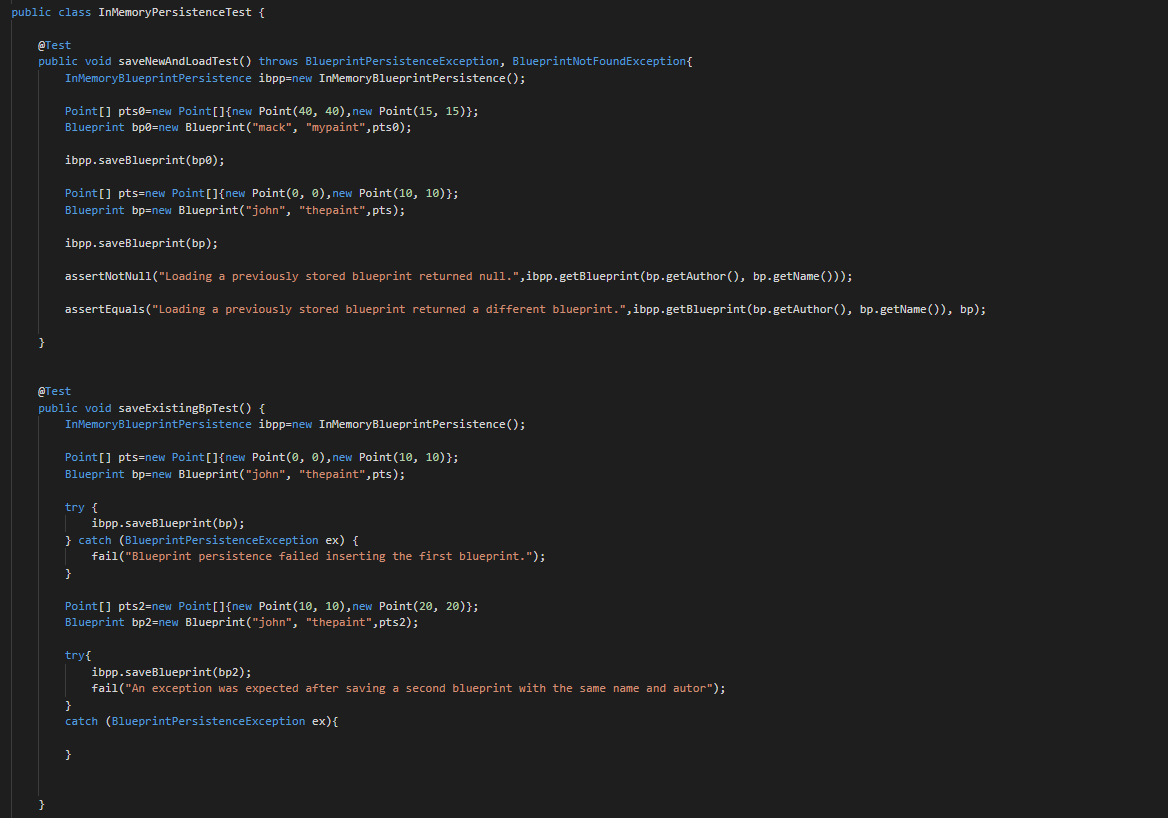 public class InMemoryPersistenceTest {
@Test
public void saveNewAndLoadTest() throws BlueprintPersistenceException, BlueprintNotFoundException{
InMemoryBlueprintPersistence ibpp=new InMemoryBlueprintPersistence();
Point[] pts0=new Point[]{new Point(40, 40),new Point(15, 15)};
Blueprint bp0=new Blueprint("mack", "mypaint",pts0);
ibpp.saveBlueprint(bp0);
Point[] pts=new Point[]{new Point(0, 0),new Point(10, 10)};
Blueprint bp=new Blueprint("john", "thepaint",pts);
ibpp.saveBlueprint(bp);
assertNotNull("Loading a previously stored blueprint returned null.",ibpp.getBlueprint(bp.getAuthor(), bp.getName()));
assertEquals("Loading a previously stored blueprint returned a different blueprint.",ibpp.getBlueprint(bp.getAuthor(), bp.getName()), bp);
}
@Test
public void saveExistingBpTest() {
InMemoryBlueprintPersistence ibpp=new InMemoryBlueprintPersistence();
Point[] pts=new Point[]{new Point(0, 0),new Point(10, 10)};
Blueprint bp=new Blueprint("john", "thepaint",pts);
try {
ibpp.saveBlueprint(bp);
} catch (BlueprintPersistenceException ex) {
fail("Blueprint persistence failed inserting the first blueprint.");
}
Point[] pts2=new Point[]{new Point(10, 10),new Point(20, 20)};
Blueprint bp2=new Blueprint("john", "thepaint",pts2);
try{
ibpp.saveBlueprint(bp2);
fail("An exception was expected after saving a second blueprint with the same name and autor");
}
catch (BlueprintPersistenceException ex){
}
}